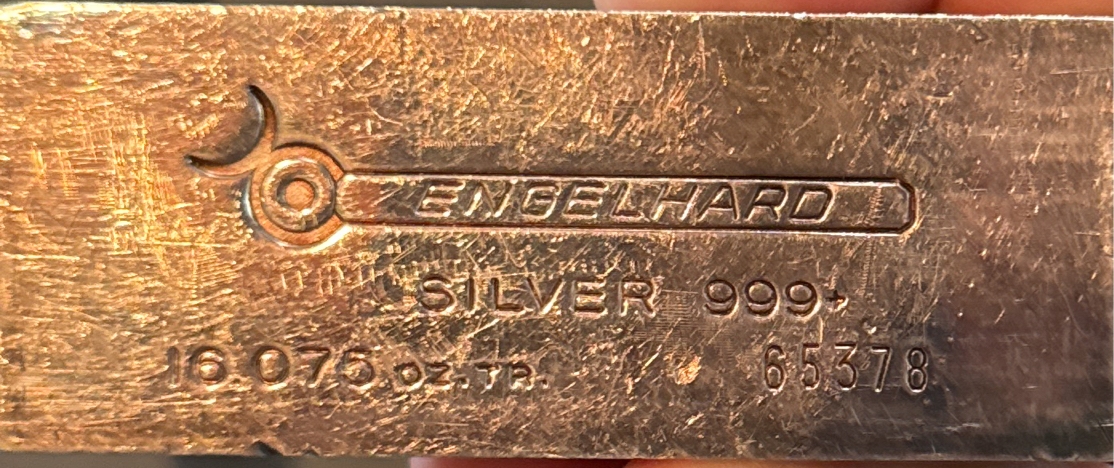 ENGELHARD
SILVER 999+
16.075 OZ.TR.
65378